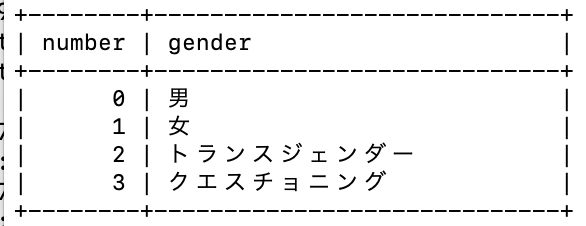 number gender
0 男
1 女
2 トランスジェンダー
3 クエスチョニング